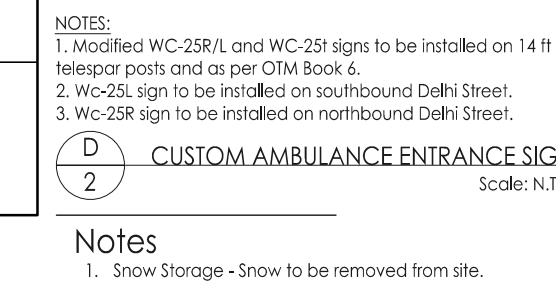 NOTES:
1. Modified WC-25R/L and WC-25t signs to be installed on 14 ft
telespar posts and as per OTM Book 6.
2. Wc-25L sign to be installed on southbound Delhi Street.
3. Wc-25R sign to be installed on northbound Delhi Street.
D
2
CUSTOM AMBULANCE ENTRANCE SIG
Scale: N.T
Notes
1. Snow Storage - Snow to be removed from site.